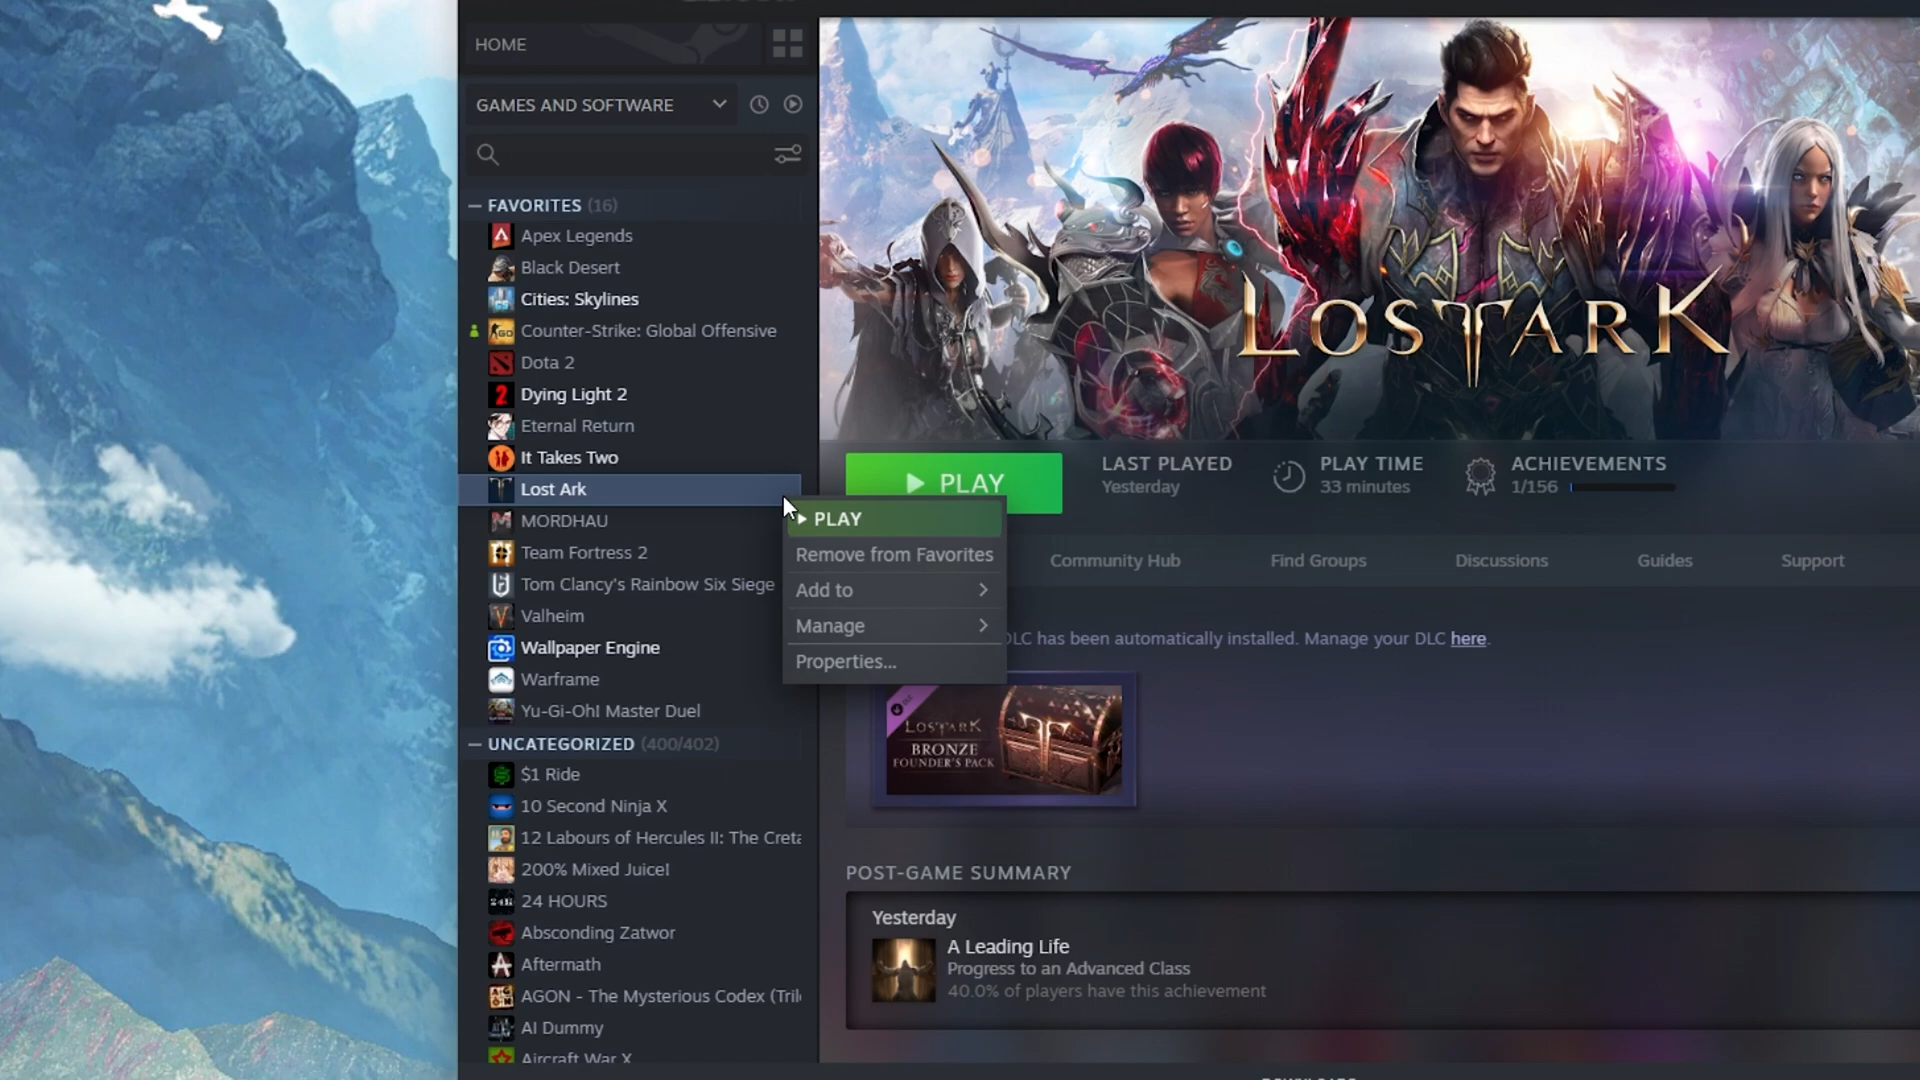 HOME
GAMES AND SOFTWARE
FAVORITES (16)
Apex Legends
Black Desert
Cities: Skylines
Counter-Strike: Global Offensive
Dota 2
Dying Light 2
Eternal Return
It Takes Two
Lost Ark
MORDHAU
Team Fortress 2
Tom Clancy's Rainbow Six Siege
Valheim
Wallpaper Engine
Warframe
Yu-Gi-Oh! Master Duel
UNCATEGORIZED (400/402)
$1 Ride
10 Second Ninja X
12 Labours of Hercules II: The Creta
200% Mixed Juice!
24 HOURS
Absconding Zatwor
Aftermath
AGON - The Mysterious Codex (Tril
AI Dummy
Aircraft War X
LOST ARK
PLAY
LAST PLAYED
Yesterday
PLAY TIME
33 minutes
ACHIEVEMENTS
1/156
PLAY
Remove from Favorites
Add to
Manage
Properties...
Community Hub
Find Groups
Discussions
Guides
Support
DLC has been automatically installed. Manage your DLC here.
LOST ARK
BRONZE
FOUNDER'S PACK
POST-GAME SUMMARY
Yesterday
A Leading Life
Progress to an Advanced Class
40.0% of players have this achievement